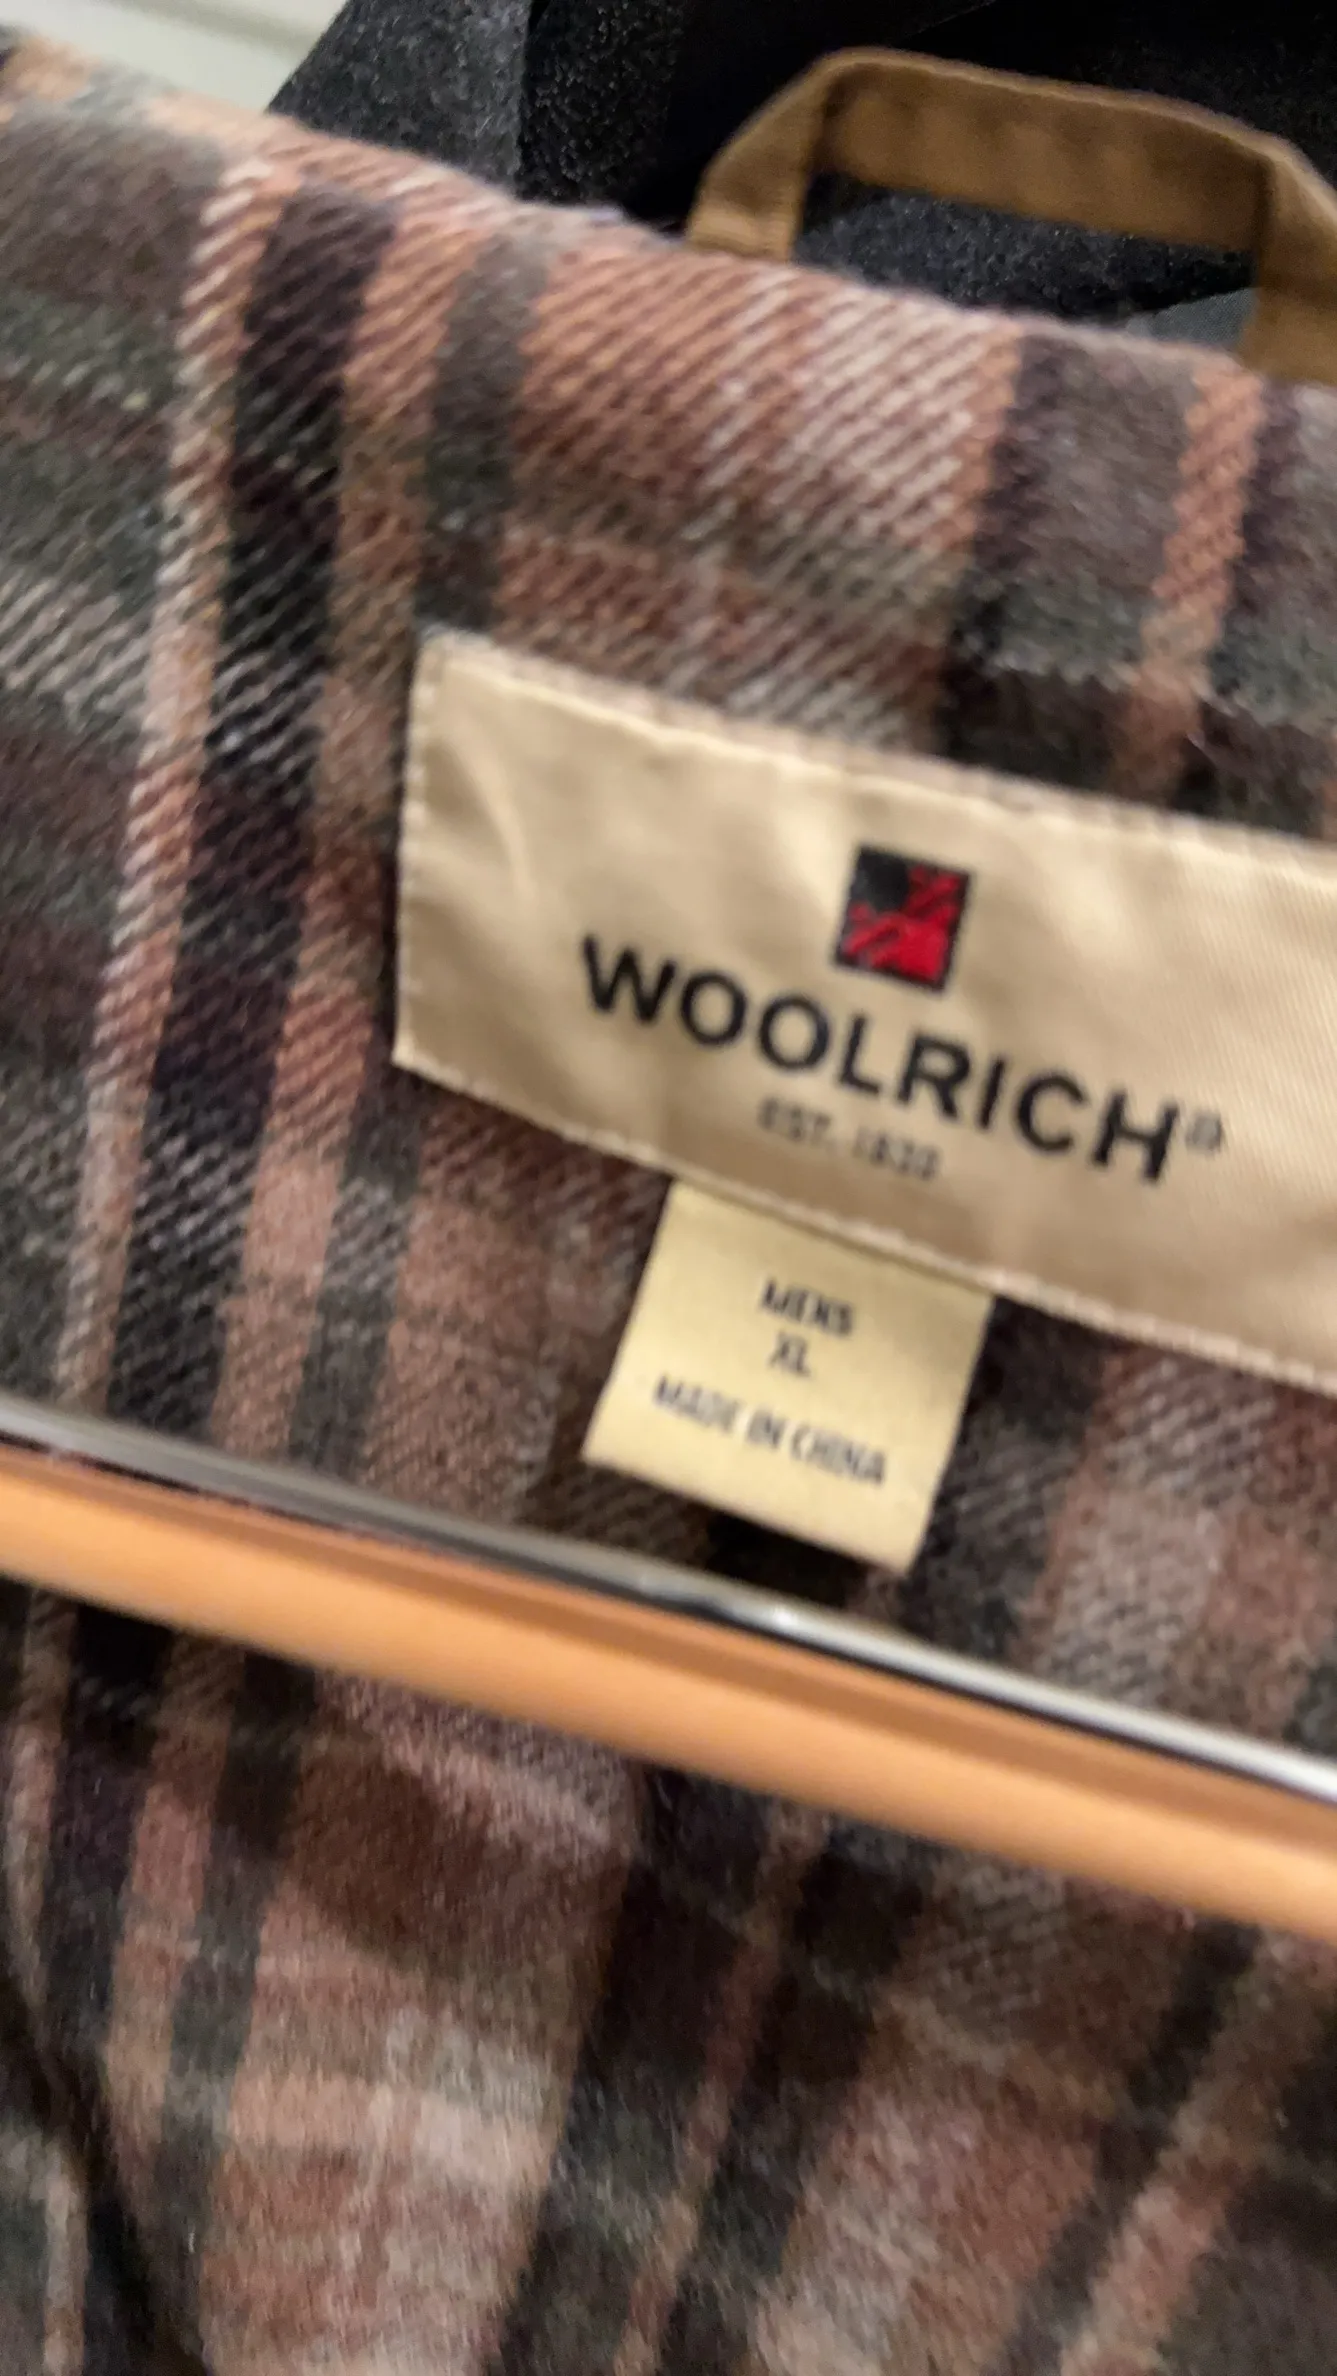 WOOLRICH®
EST. 1830
MENS
XL
MADE IN CHINA